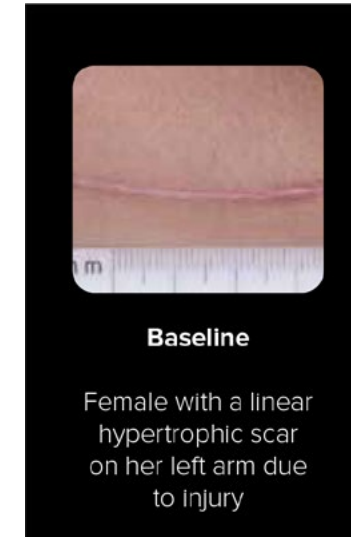 m
Baseline
Female with a linear
hypertrophic scar
on her left arm due
to injury